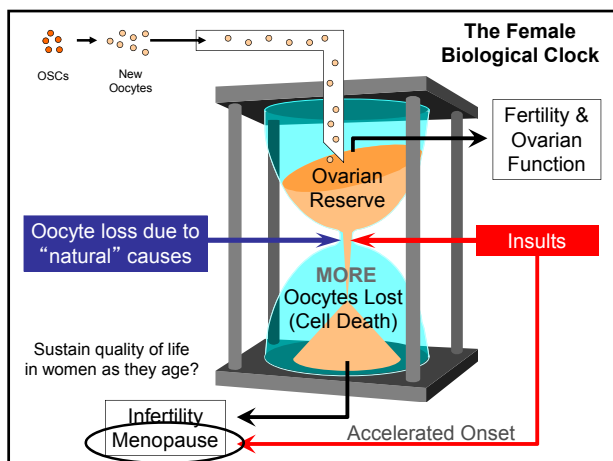 The Female
Biological Clock
OSCs
New
Oocytes
Fertility &
Ovarian
Function
Ovarian
Reserve
Oocyte loss due to
“natural” causes
Insults
MORE
Oocytes Lost
(Cell Death)
Sustain quality of life
in women as they age?
Infertility
Menopause
Accelerated Onset